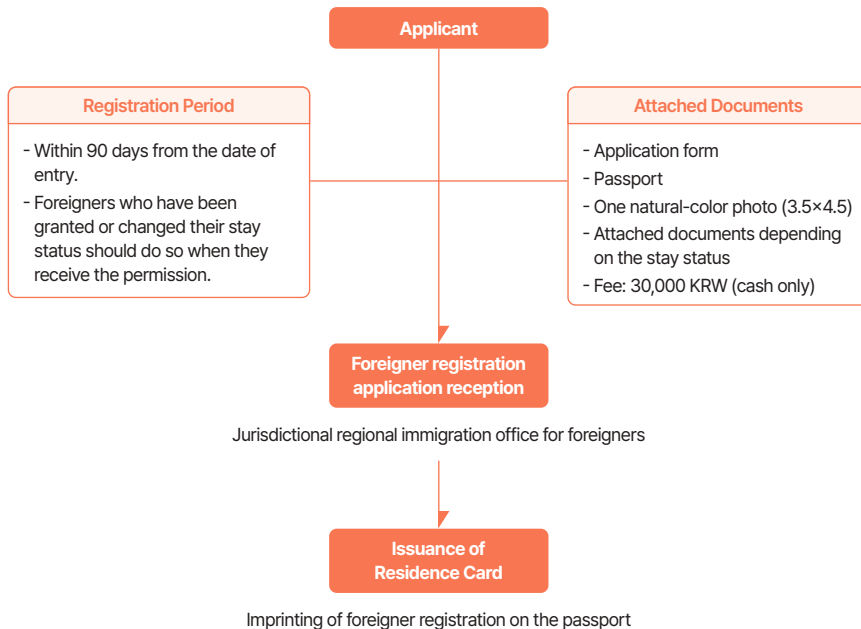 Applicant
Registration Period
- Within 90 days from the date of
entry.
- Foreigners who have been
granted or changed their stay
status should do so when they
receive the permission.
Attached Documents
- Application form
- Passport
- One natural-color photo (3.5×4.5)
- Attached documents depending
on the stay status
- Fee: 30,000 KRW (cash only)
Foreigner registration
application reception
Jurisdictional regional immigration office for foreigners
Issuance of
Residence Card
Imprinting of foreigner registration on the passport